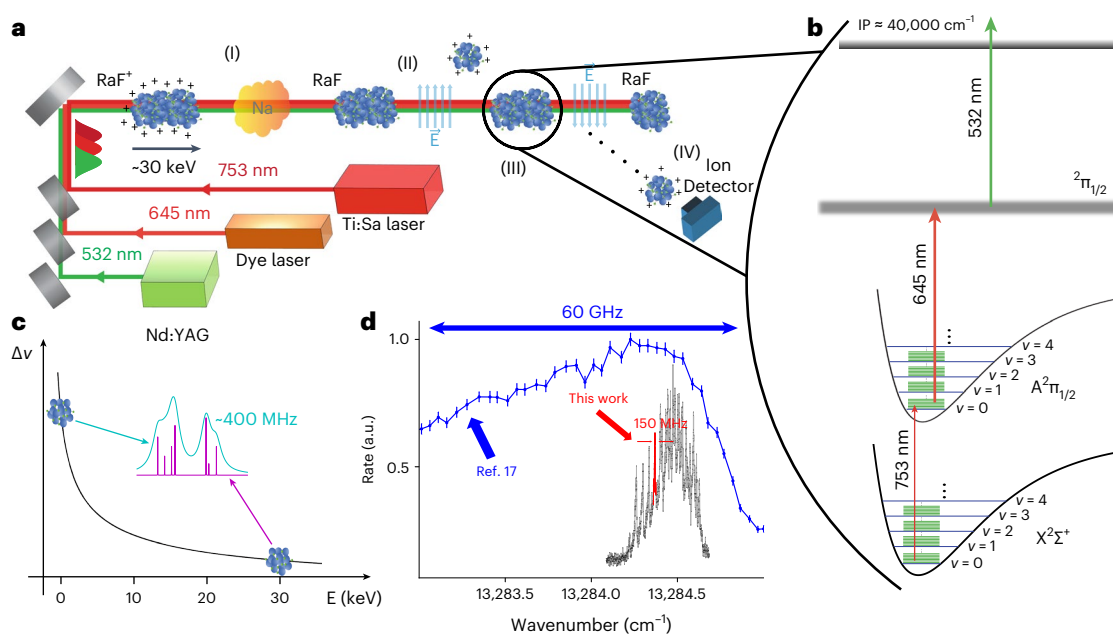 a
RaF⁺
(I)
Na
RaF
(II)
E
(III)
E
RaF
(IV)
Ion
Detector
~30 keV
753 nm
Ti:Sa laser
645 nm
Dye laser
532 nm
Nd:YAG
b
IP ≈ 40,000 cm⁻¹
532 nm
²Π₁/₂
645 nm
v = 4
v = 3
v = 2
v = 1
v = 0
A²Π₁/₂
753 nm
v = 4
v = 3
v = 2
v = 1
v = 0
X²Σ⁺
c
Δv
~400 MHz
0
10
20
30
E (keV)
d
60 GHz
1.0
0.5
Rate (a.u.)
This work
150 MHz
Ref. 17
13,283.5
13,284.0
13,284.5
Wavenumber (cm⁻¹)